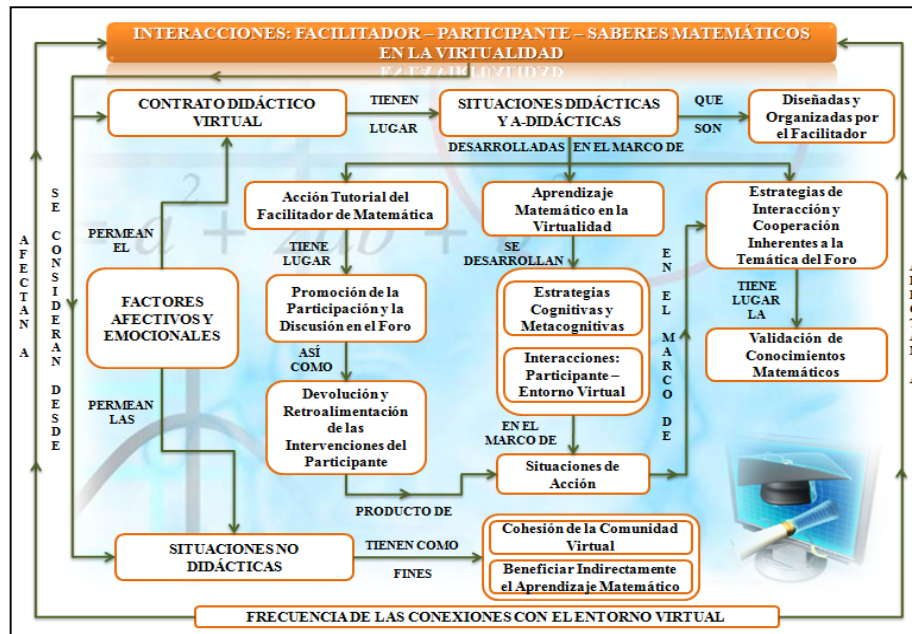 INTERACCIONES: FACILITADOR – PARTICIPANTE – SABERES MATEMÁTICOS
EN LA VIRTUALIDAD
CONTRATO DIDÁCTICO
VIRTUAL
TIENEN
LUGAR
SITUACIONES DIDÁCTICAS
Y A-DIDÁCTICAS
QUE
SON
Diseñadas y
Organizadas por
el Facilitador
DESARROLLADAS EN EL MARCO DE
Acción Tutorial del
Facilitador de Matemática
Aprendizaje
Matemático en la
Virtualidad
Estrategias de
Interacción y
Cooperación
Inherentes a la
Temática del Foro
SE CONSIDERAN DESDE
AFECTAN A
PERMEAN EL
TIENE
LUGAR
SE
DESARROLLAN
EN EL MARCO DE
AFECTAN A
FACTORES
AFECTIVOS Y
EMOCIONALES
Promoción de la
Participación y la
Discusión en el Foro
Estrategias
Cognitivas y
Metacognitivas
TIENE
LUGAR
LA
ASÍ
COMO
Interacciones:
Participante –
Entorno Virtual
Validación de
Conocimientos
Matemáticos
PERMEAN
LAS
Devolución y
Retroalimentación
de las
Intervenciones del
Participante
EN EL
MARCO DE
Situaciones de
Acción
PRODUCTO DE
SITUACIONES NO
DIDÁCTICAS
TIENEN COMO
FINES
Cohesión de la Comunidad
Virtual
Beneficiar Indirectamente
el Aprendizaje Matemático
FRECUENCIA DE LAS CONEXIONES CON EL ENTORNO VIRTUAL